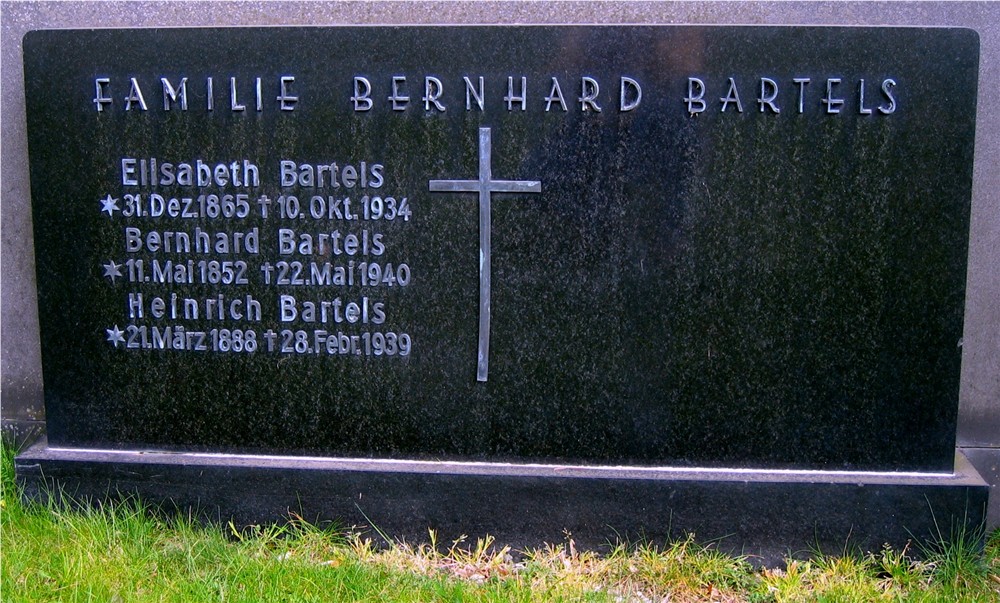 FAMILIE BERNHARD BARTELS
Elisabeth Bartels
*31.Dez.1865 † 10.Okt.1934
Bernhard Bartels
*11.Mai 1852 † 22.Mai 1940
Heinrich Bartels
*21.März 1888 † 28.Febr.1939